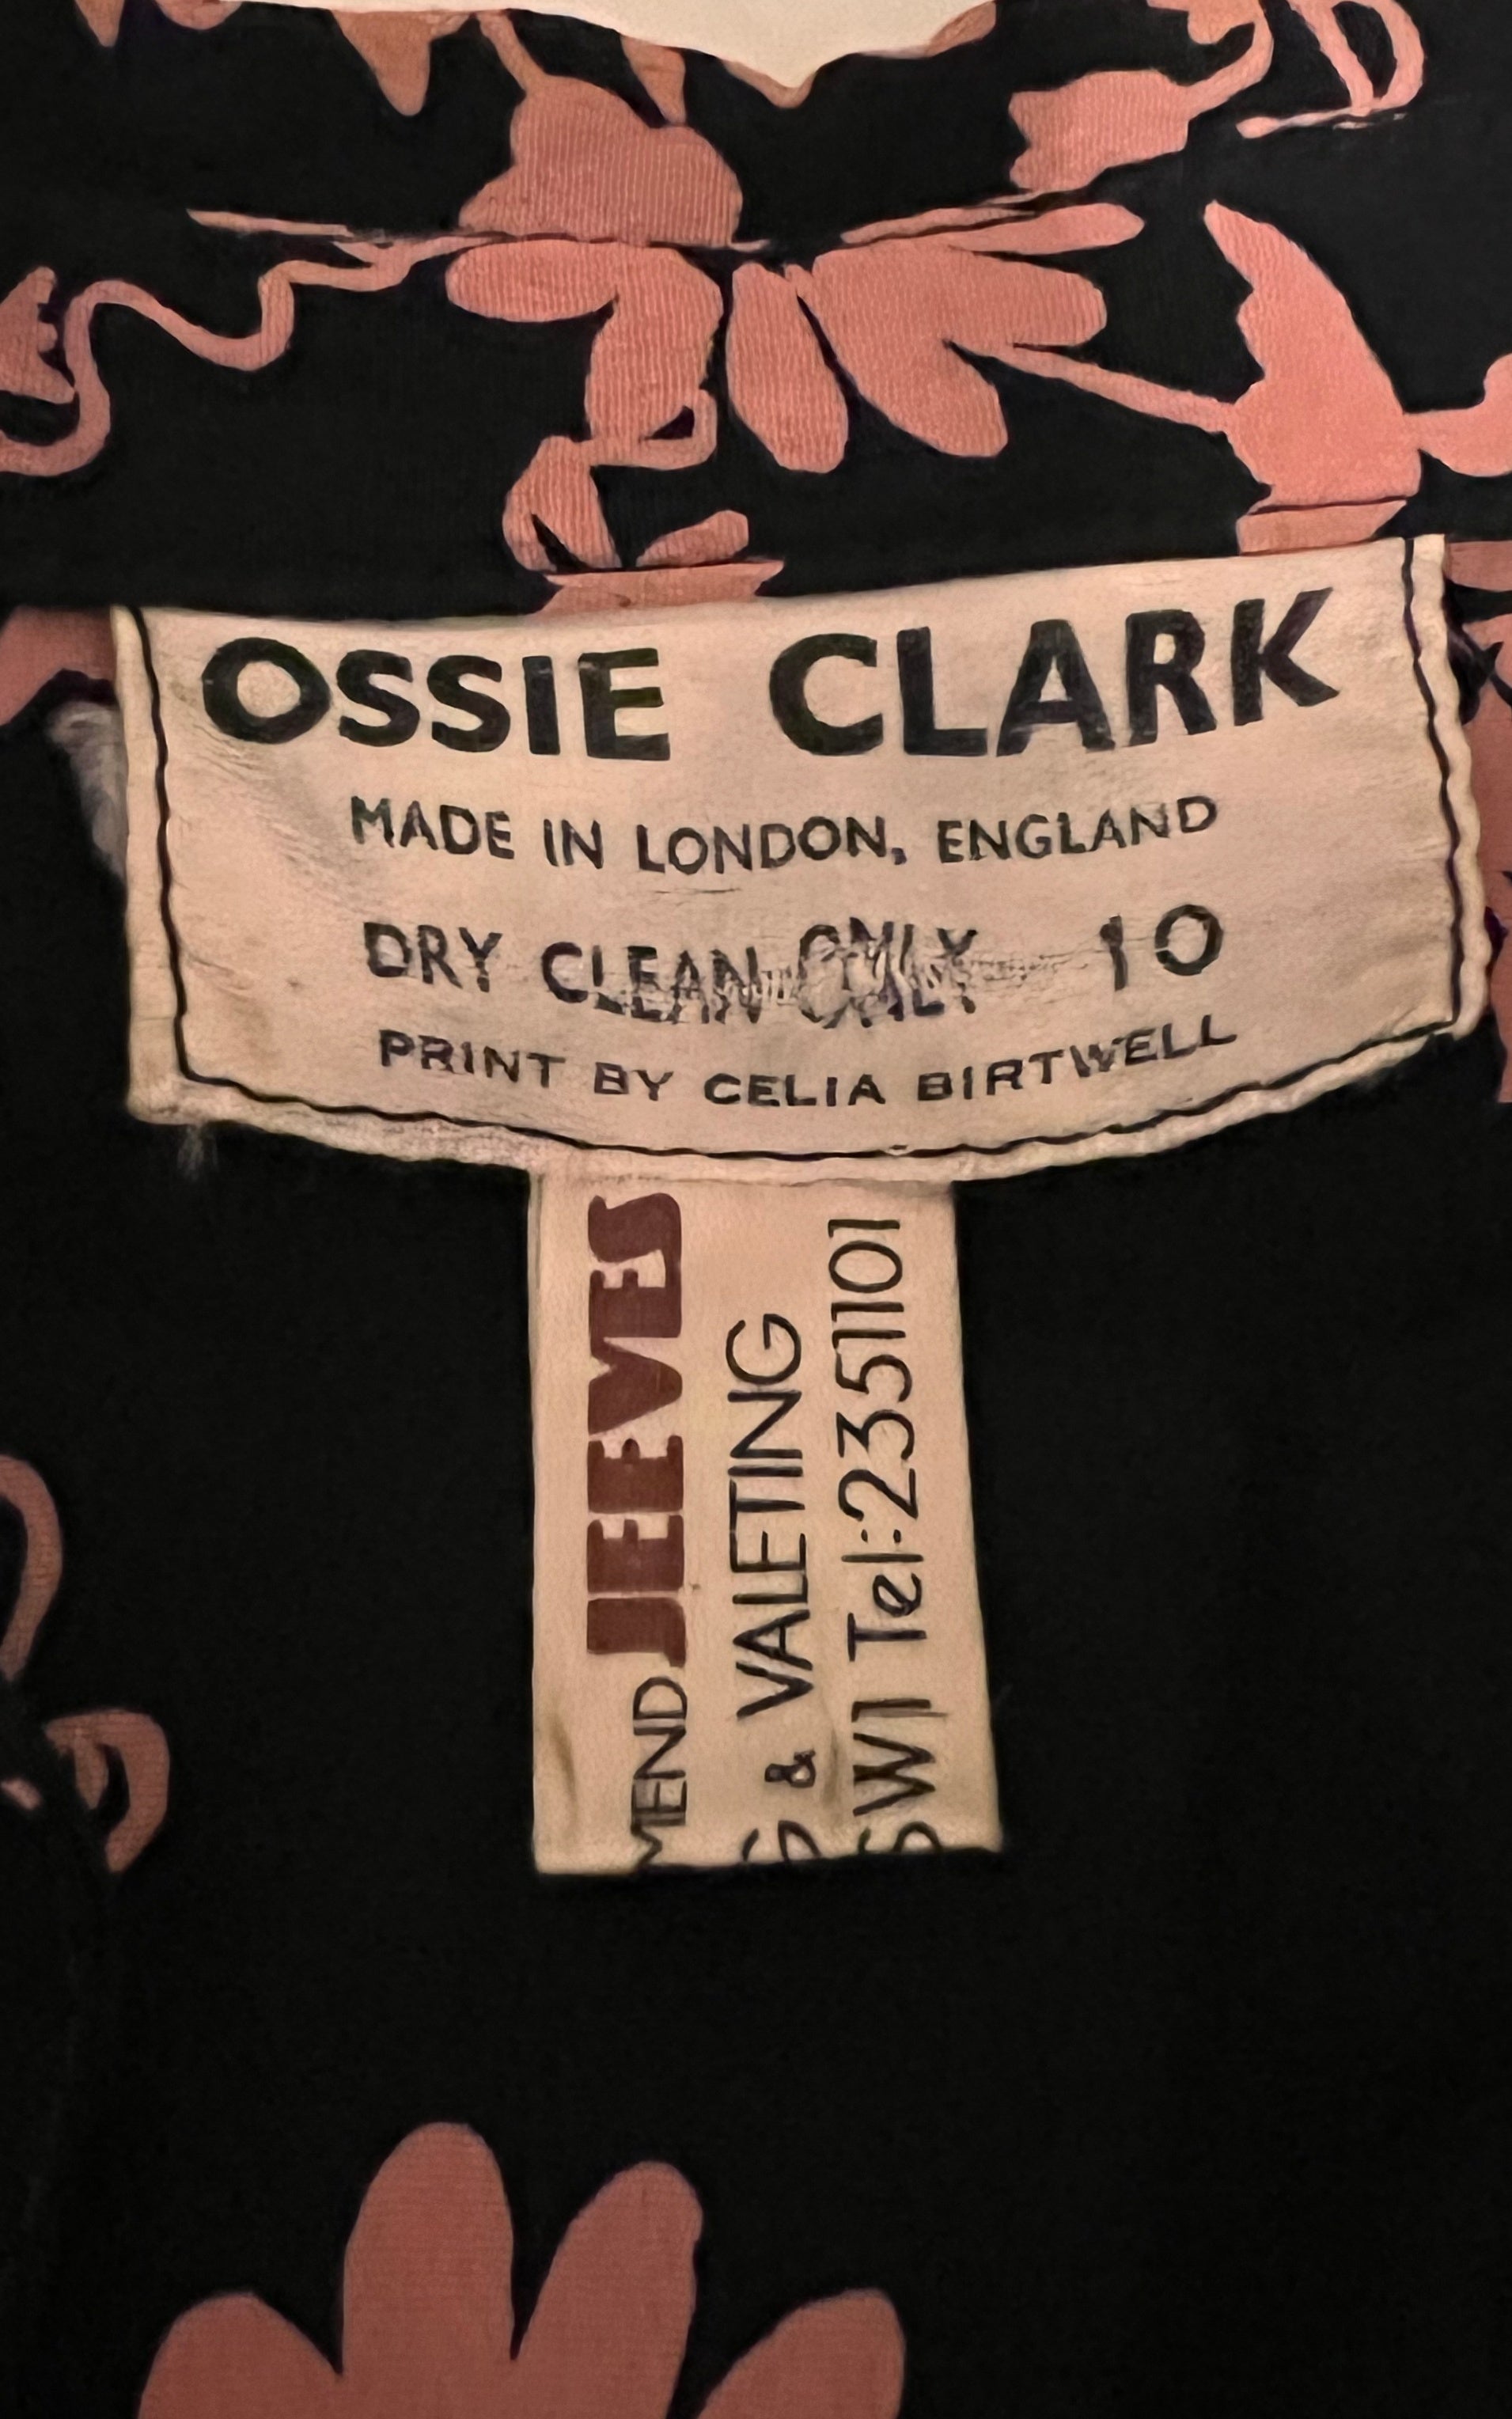 OSSIE CLARK
MADE IN LONDON, ENGLAND
DRY CLEAN ONLY 10
PRINT BY CELIA BIRTWELL
MEND JEEVES
G & VALETING
SW1 Tel:2351101